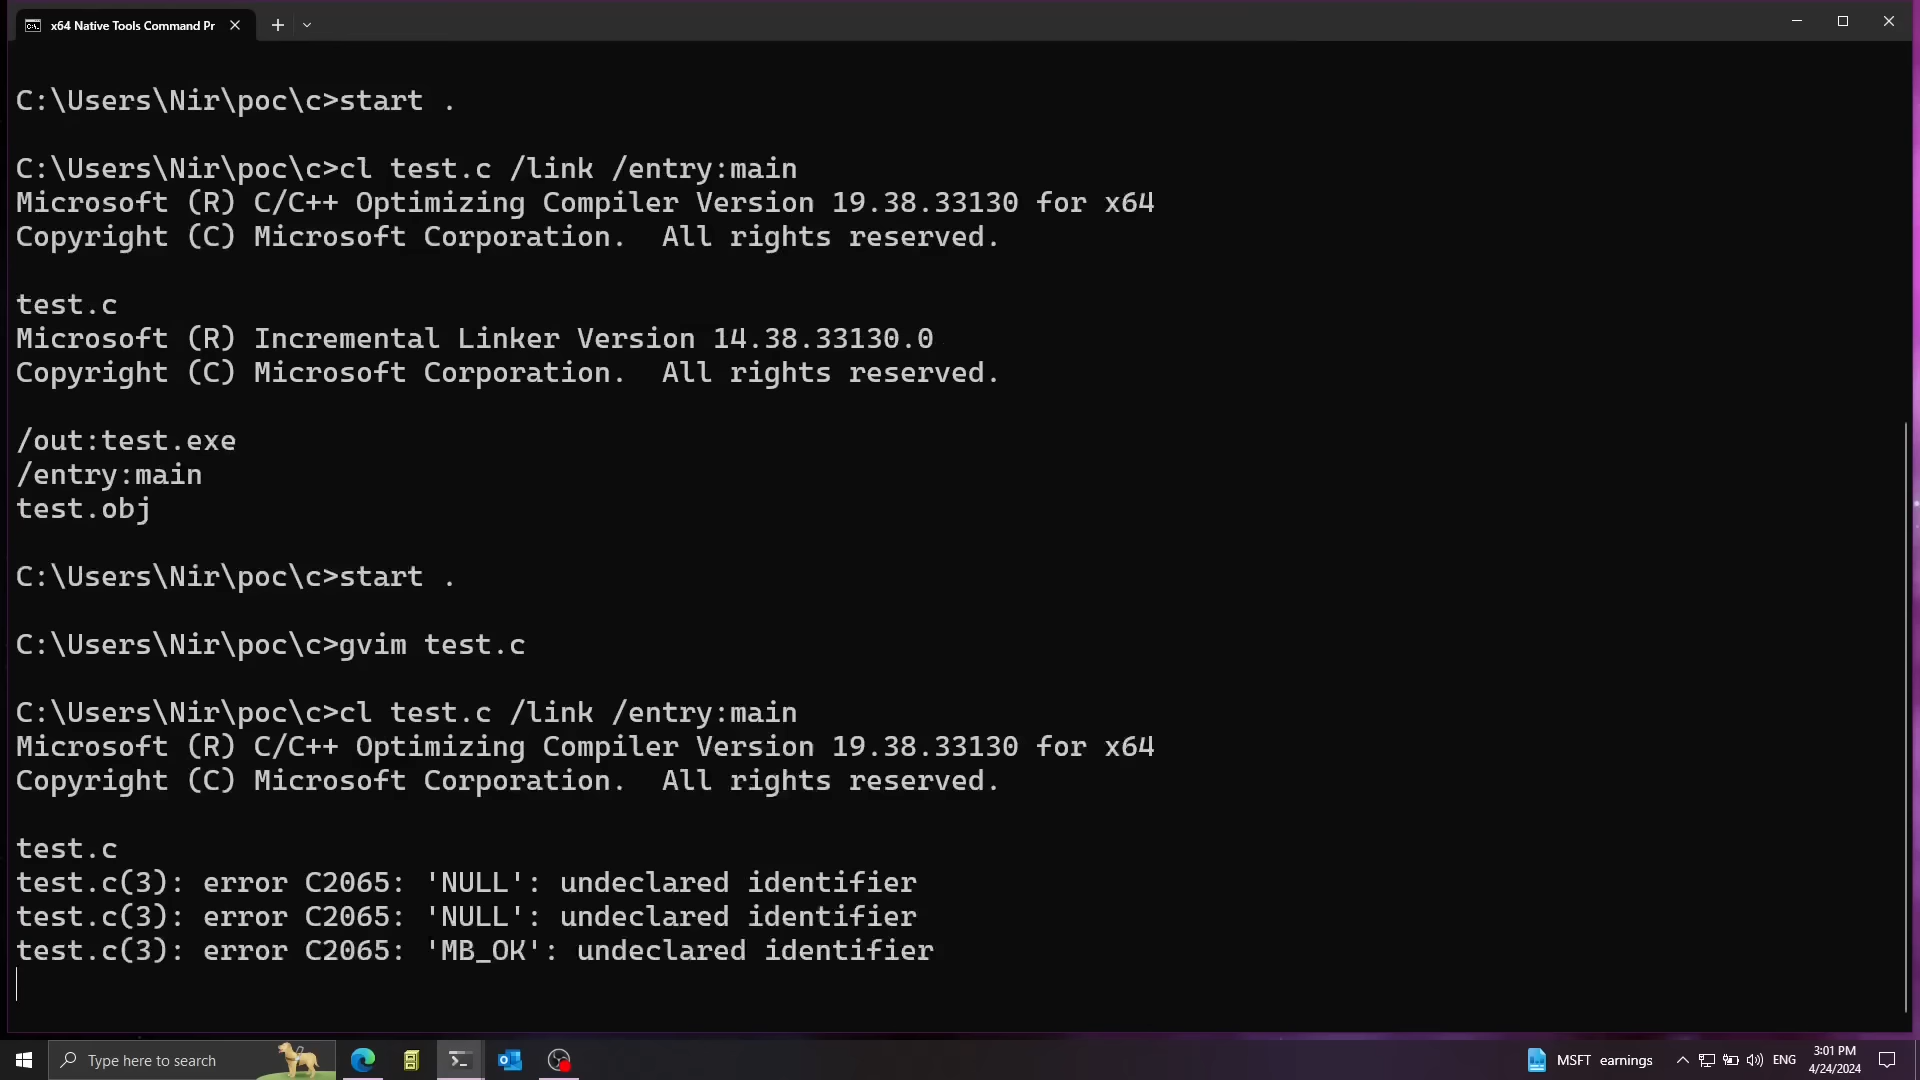 x64 Native Tools Command Pr
C:\Users\Nir\poc\c>start .
C:\Users\Nir\poc\c>cl test.c /link /entry:main
Microsoft (R) C/C++ Optimizing Compiler Version 19.38.33130 for x64
Copyright (C) Microsoft Corporation.  All rights reserved.
test.c
Microsoft (R) Incremental Linker Version 14.38.33130.0
Copyright (C) Microsoft Corporation.  All rights reserved.
/out:test.exe
/entry:main
test.obj
C:\Users\Nir\poc\c>start .
C:\Users\Nir\poc\c>gvim test.c
C:\Users\Nir\poc\c>cl test.c /link /entry:main
Microsoft (R) C/C++ Optimizing Compiler Version 19.38.33130 for x64
Copyright (C) Microsoft Corporation.  All rights reserved.
test.c
test.c(3): error C2065: 'NULL': undeclared identifier
test.c(3): error C2065: 'NULL': undeclared identifier
test.c(3): error C2065: 'MB_OK': undeclared identifier
Type here to search
MSFT earnings
ENG
3:01 PM
4/24/2024